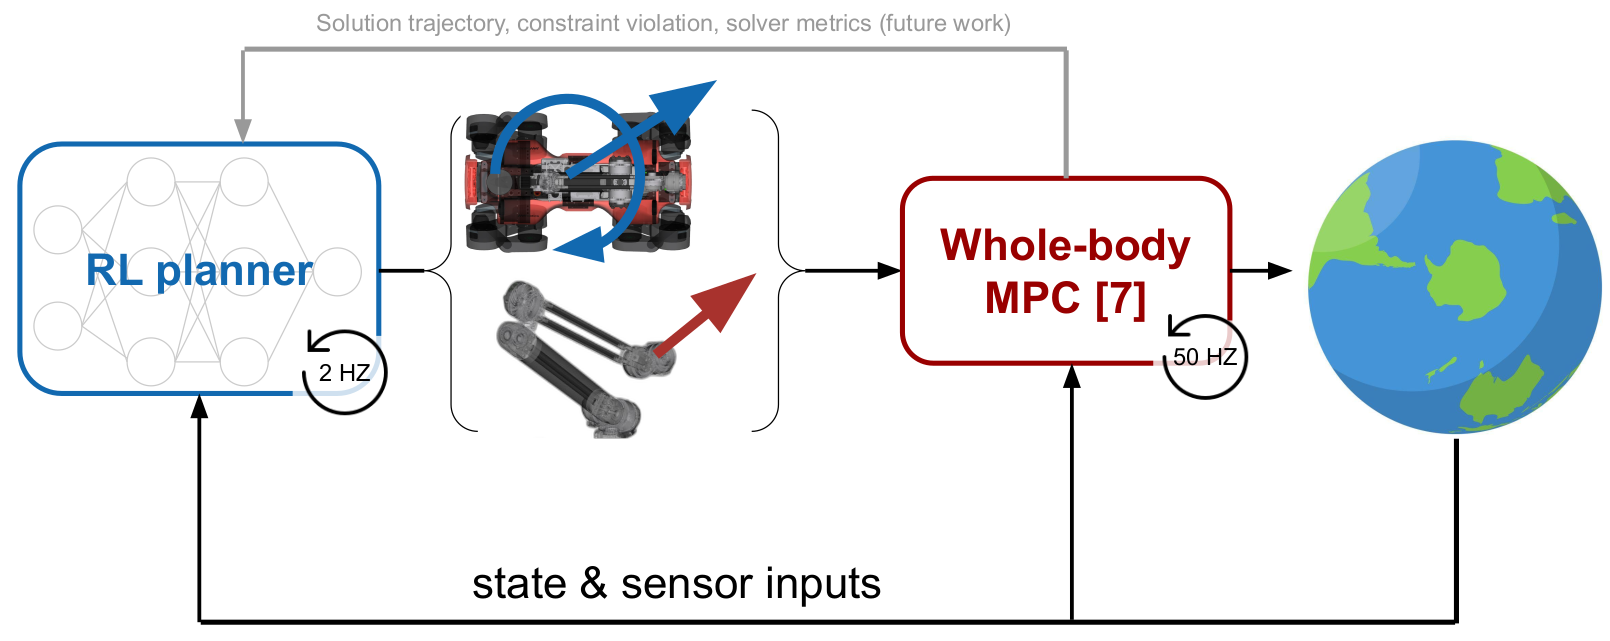 Solution trajectory, constraint violation, solver metrics (future work)
RL planner
2 HZ
Whole-body
MPC [7]
50 HZ
state & sensor inputs